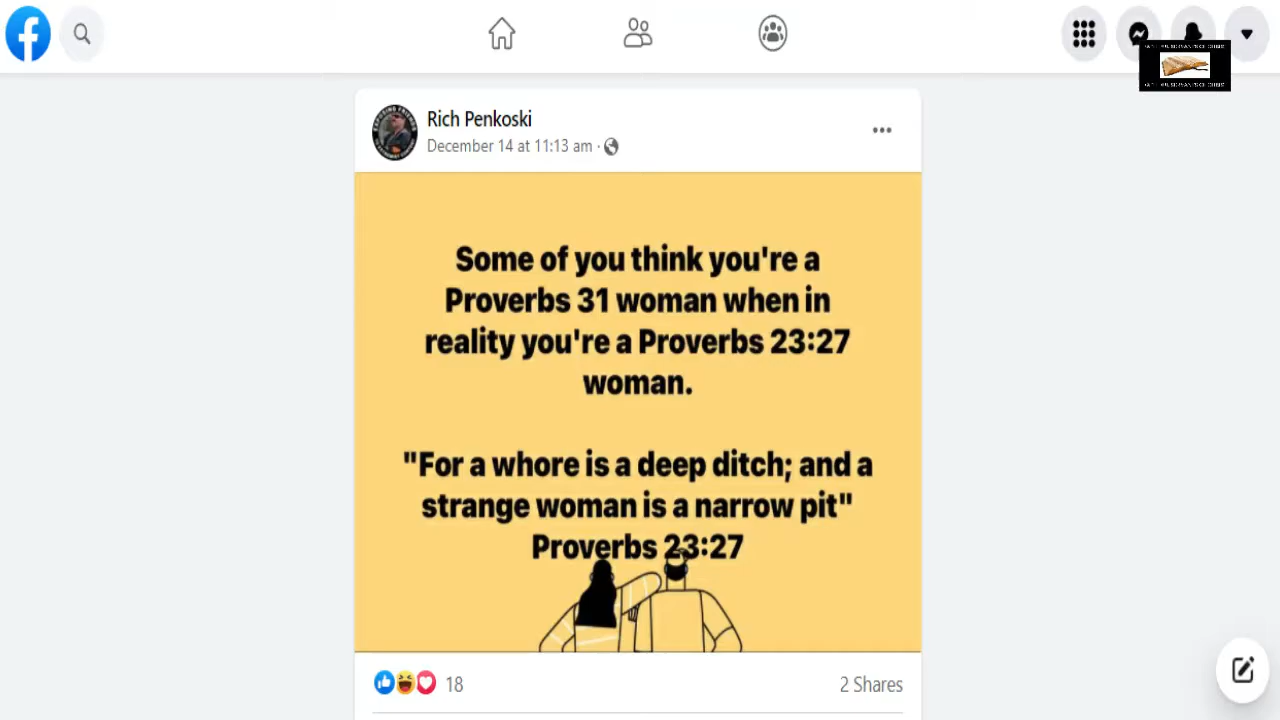 Rich Penkoski
December 14 at 11:13 am ·
Some of you think you're a
Proverbs 31 woman when in
reality you're a Proverbs 23:27
woman.
"For a whore is a deep ditch; and a
strange woman is a narrow pit"
Proverbs 23:27
18
2 Shares